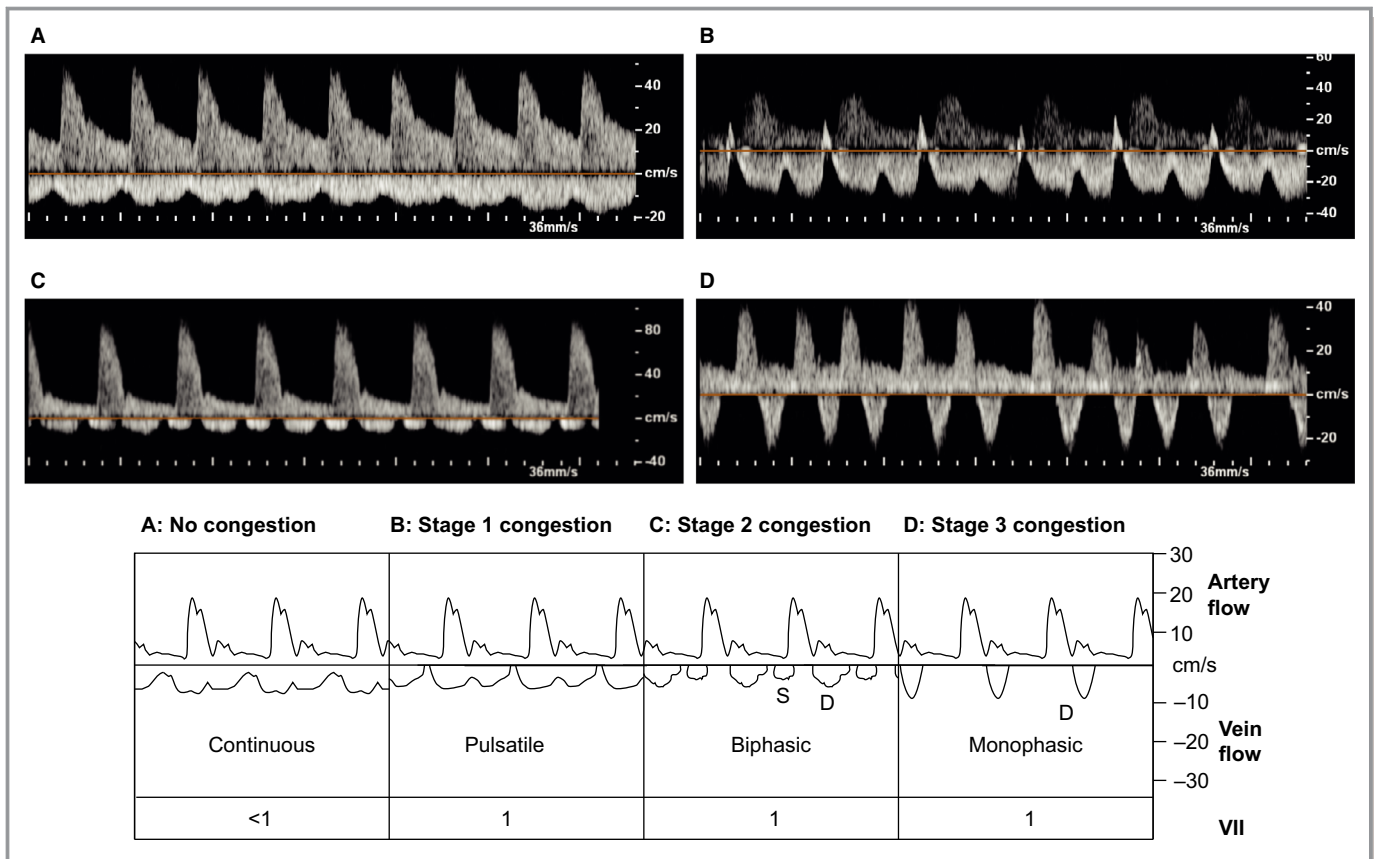 A
40
20
cm/s
-20
36mm/s
B
60
40
20
cm/s
-20
-40
36mm/s
C
80
40
cm/s
-40
36mm/s
D
40
20
cm/s
-20
36mm/s
A: No congestion B: Stage 1 congestion C: Stage 2 congestion D: Stage 3 congestion
30
Artery
20
flow
10
cm/s
S D D
–10
Continuous Pulsatile Biphasic Monophasic
Vein
–20
flow
–30
<1 1 1 1 VII